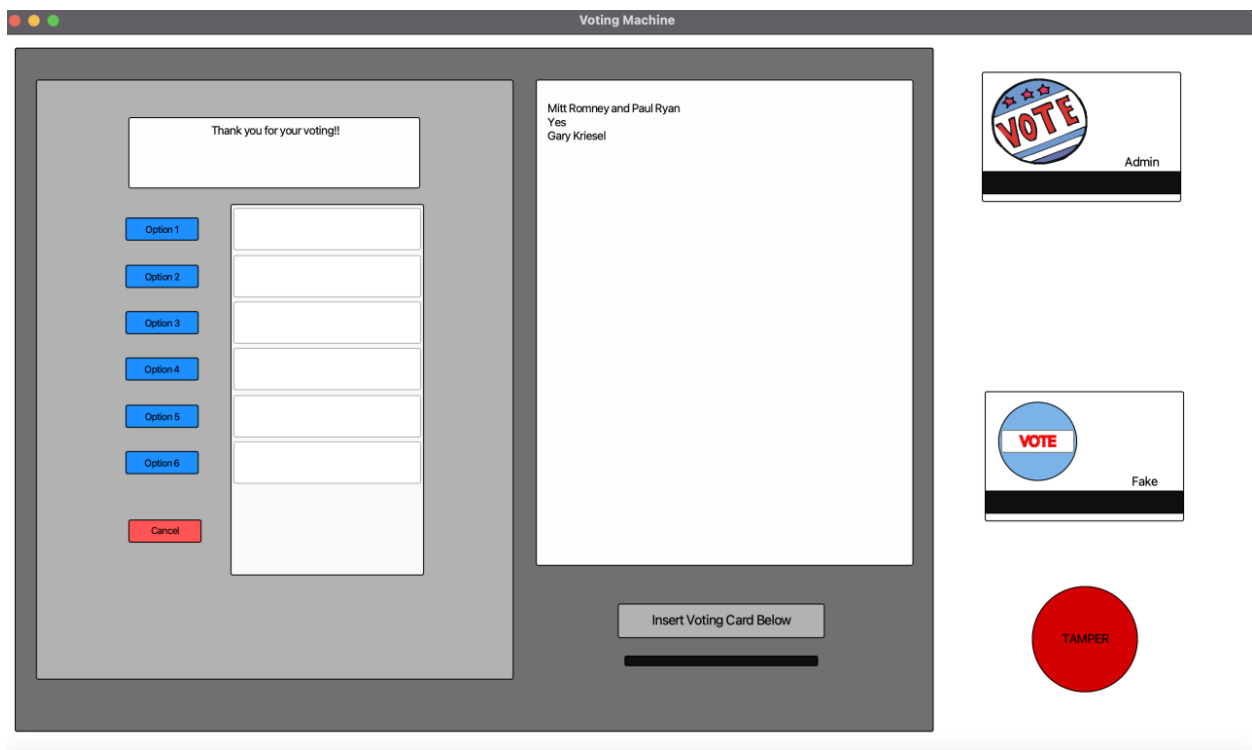 Voting Machine
Thank you for your voting!!
Option 1
Option 2
Option 3
Option 4
Option 5
Option 6
Cancel
Mitt Romney and Paul Ryan
Yes
Gary Kriesel
Insert Voting Card Below
VOTE
Admin
VOTE
Fake
TAMPER